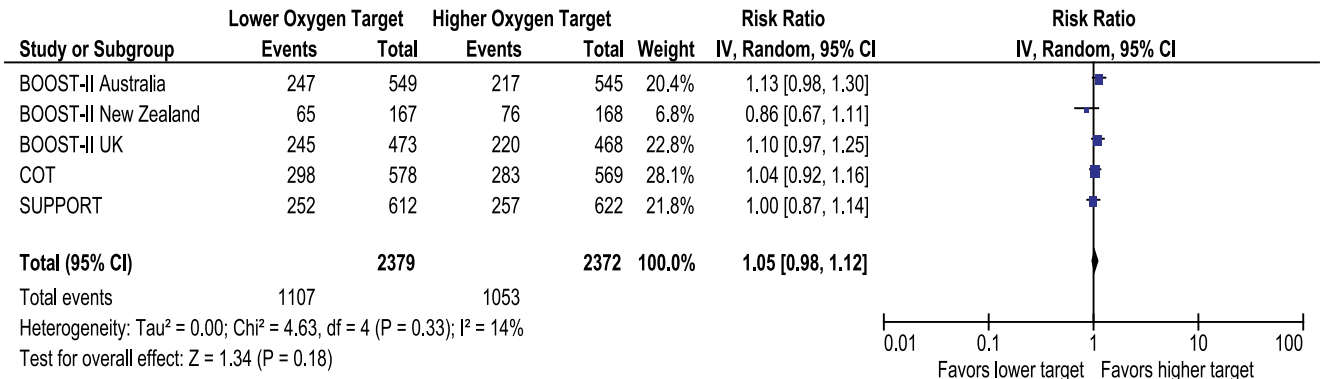 Lower Oxygen Target Higher Oxygen Target Risk Ratio Risk Ratio
Study or Subgroup Events Total Events Total Weight IV, Random, 95% CI IV, Random, 95% CI
BOOST-II Australia 247 549 217 545 20.4% 1.13 [0.98, 1.30]
BOOST-II New Zealand 65 167 76 168 6.8% 0.86 [0.67, 1.11]
BOOST-II UK 245 473 220 468 22.8% 1.10 [0.97, 1.25]
COT 298 578 283 569 28.1% 1.04 [0.92, 1.16]
SUPPORT 252 612 257 622 21.8% 1.00 [0.87, 1.14]
Total (95% CI) 2379 2372 100.0% 1.05 [0.98, 1.12]
Total events 1107 1053
Heterogeneity: Tau² = 0.00; Chi² = 4.63, df = 4 (P = 0.33); I² = 14%
Test for overall effect: Z = 1.34 (P = 0.18)
0.01 0.1 1 10 100
Favors lower target Favors higher target